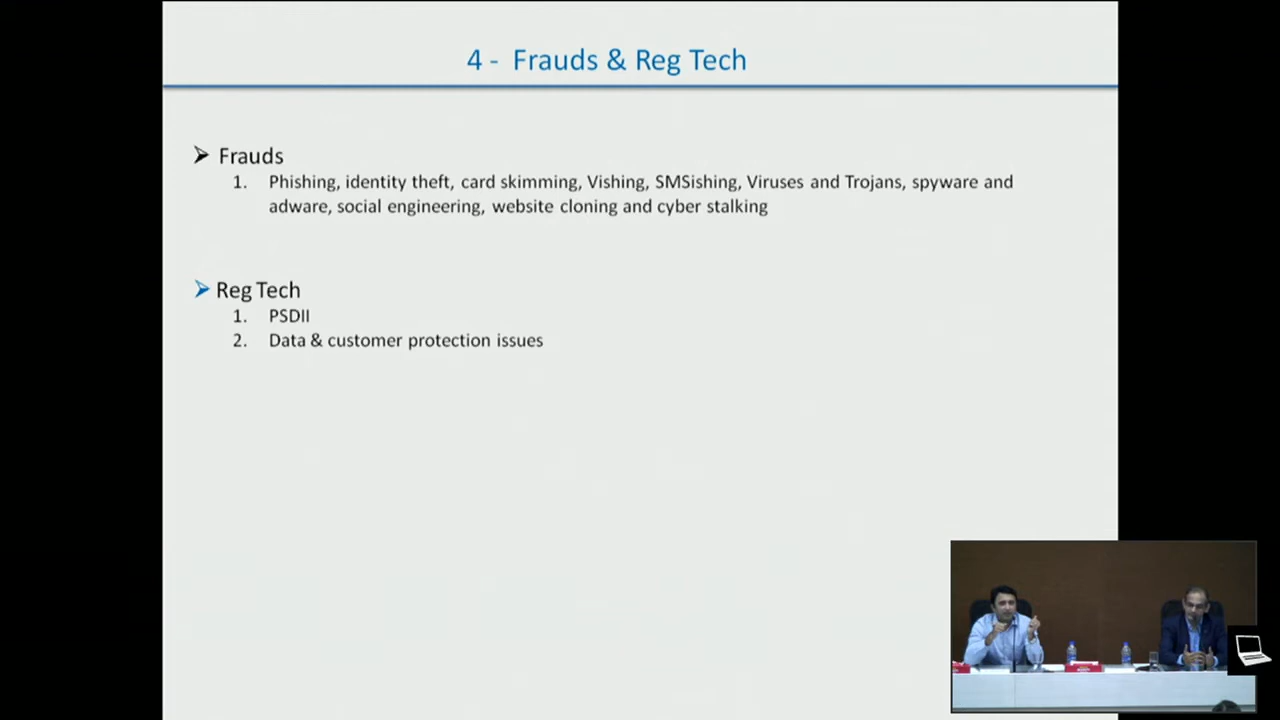 4 - Frauds & Reg Tech
➢ Frauds
1. Phishing, identity theft, card skimming, Vishing, SMSishing, Viruses and Trojans, spyware and
adware, social engineering, website cloning and cyber stalking
➢ Reg Tech
1. PSDII
2. Data & customer protection issues